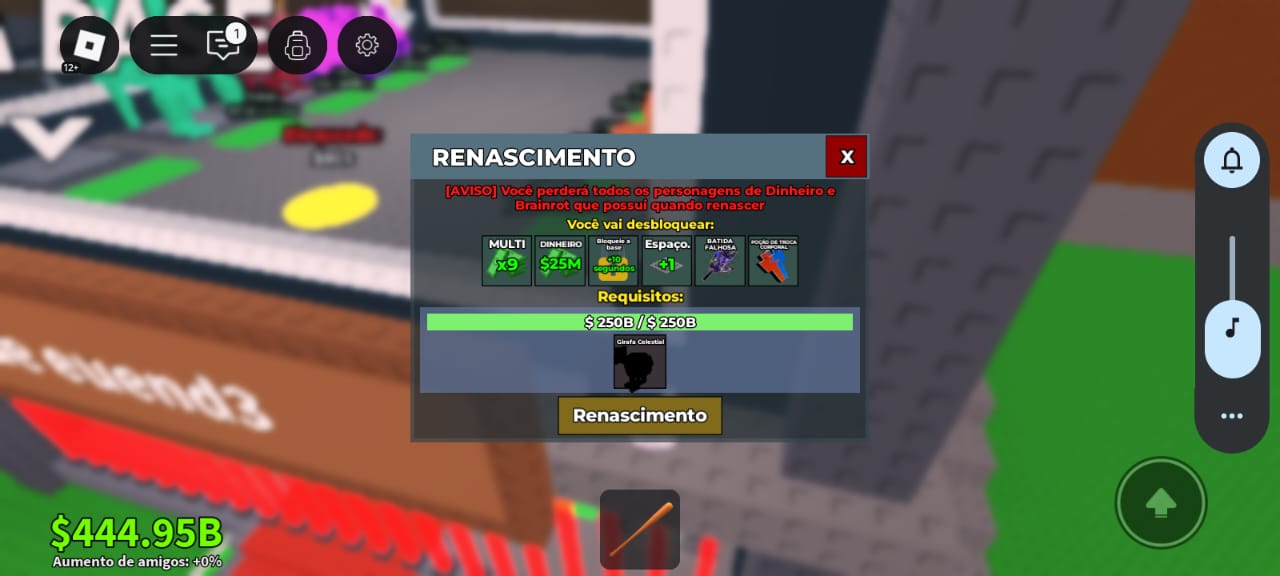 BASE
12+
1
RENASCIMENTO
X
[AVISO] Você perderá todos os personagens de Dinheiro e
Brainrot que possui quando renascer
Você vai desbloquear:
MULTI
x9
DINHEIRO
$25M
Bloqueie a
base
+10
segundos
Espaço.
+1
BATIDA
FALHOSA
POÇÃO DE TROCA
CORPORAL
Requisitos:
$ 250B / $ 250B
Girafa Celestial
Renascimento
$444.95B
Aumento de amigos: +0%